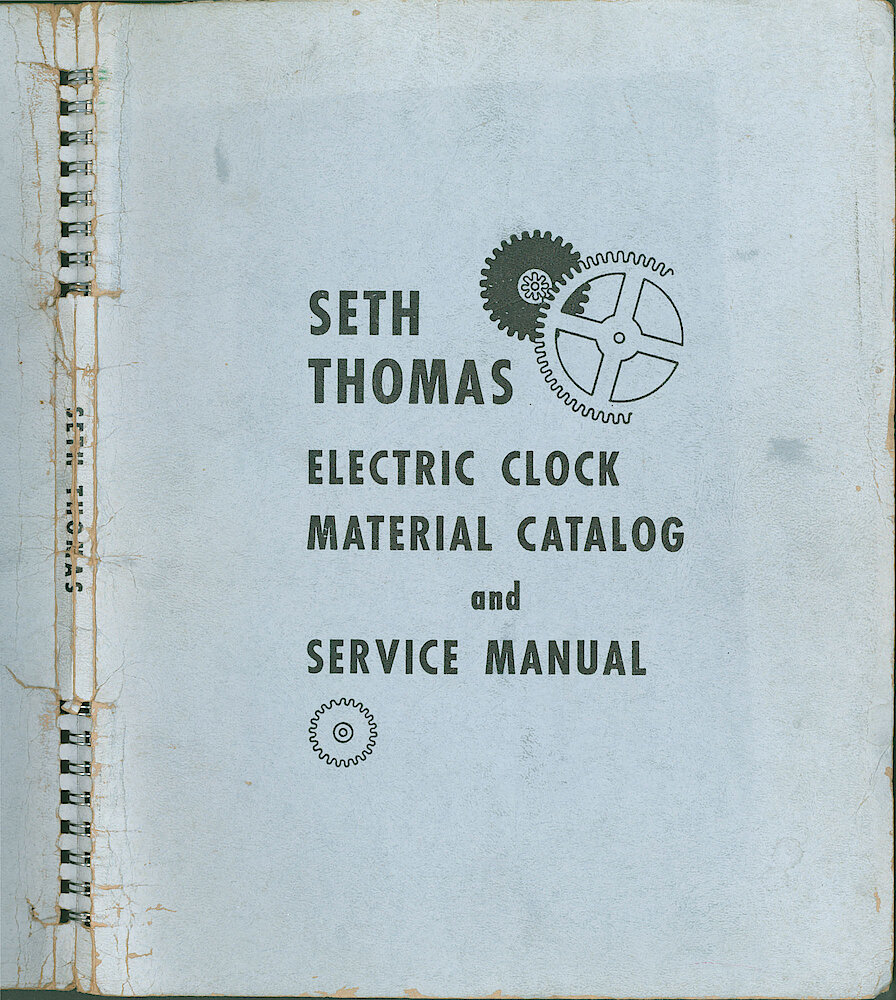 SETH
THOMAS
ELECTRIC CLOCK
MATERIAL CATALOG
and
SERVICE MANUAL
SETH THOMAS